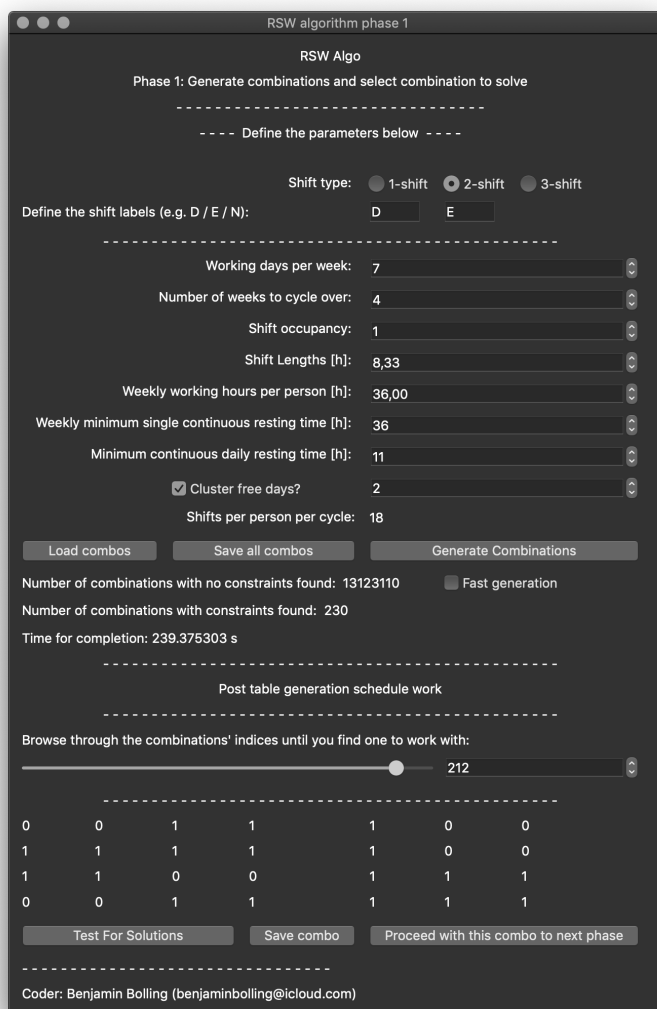 RSW algorithm phase 1
RSW Algo
Phase 1: Generate combinations and select combination to solve
- - - - - - - - - - - - - - - - - - - - - - - - - - - - - - - - -
- - - - Define the parameters below - - - -
Shift type: 1-shift 2-shift 3-shift
Define the shift labels (e.g. D / E / N): D E
- - - - - - - - - - - - - - - - - - - - - - - - - - - - - - - - - - - - - - - - - - - - - - - -
Working days per week: 7
Number of weeks to cycle over: 4
Shift occupancy: 1
Shift Lengths [h]: 8,33
Weekly working hours per person [h]: 36,00
Weekly minimum single continuous resting time [h]: 36
Minimum continuous daily resting time [h]: 11
Cluster free days? 2
Shifts per person per cycle: 18
Load combos Save all combos Generate Combinations
Number of combinations with no constraints found: 13123110 Fast generation
Number of combinations with constraints found: 230
Time for completion: 239.375303 s
- - - - - - - - - - - - - - - - - - - - - - - - - - - - - - - - - - - - - - - - - - - - - - - -
Post table generation schedule work
- - - - - - - - - - - - - - - - - - - - - - - - - - - - - - - - - - - - - - - - - - - - - - - -
Browse through the combinations' indices until you find one to work with:
212
- - - - - - - - - - - - - - - - - - - - - - - - - - - - - - - - - - - - - - - - - - - - - - - -
0 0 1 1 1 0 0
1 1 1 1 1 0 0
1 1 0 0 1 1 1
0 0 1 1 1 1 1
Test For Solutions Save combo Proceed with this combo to next phase
- - - - - - - - - - - - - - - - - - - - - - - - - - - - - - - - -
Coder: Benjamin Bolling (benjaminbolling@icloud.com)